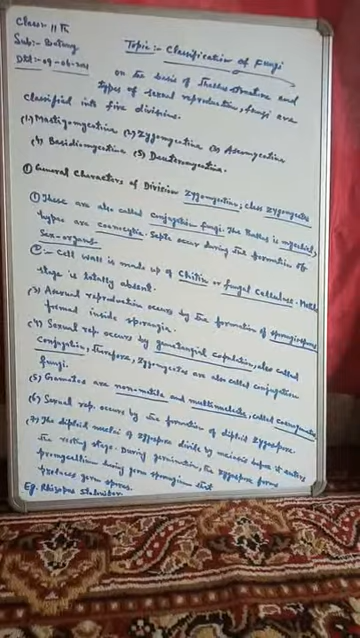 Class:- 11th
Sub:- Botany
Topic:- Classification of Fungi
on the basis of Thallus structure and
types of sexual reproduction, fungi are
classified into five divisions.
(1) Mastigomycotina (2) Zygomycotina (3) Ascomycotina
(4) Basidiomycotina (5) Deuteromycotina.
① General Characters of Division Zygomycotina; class Zygomycetes
① These are also called Conjugation fungi. The Thallus is mycelial,
hyphae are coenocytic. Septa occur during the formation of
Sex-organs.
②:- Cell wall is made up of Chitin or fungal Cellulose. Motile
stage is totally absent.
(3) Asexual reproduction occurs by the formation of sporangiospores
formed inside sporangia.
(4) Sexual rep. occurs by gametangial copulation, also called
Conjugation, Therefore, Zygomycetes are also called conjugation
fungi.
(5) Gametes are non-motile and multinucleate, called
(6) Sexual rep. occurs by the formation of diploid Zygospore.
(7) The diploid nuclei of zygospore divide by meiosis before it enters
the resting stage. During germination, the zygospore forms
during germ sporangium that
produces germ spores.
Eg. Rhizopus stolonifer